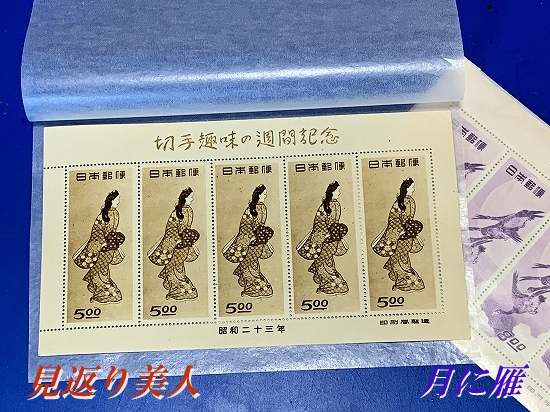 切手趣味の週間記念
日本郵便
日本郵便
日本郵便
日本郵便
日本郵便
5.00
5.00
5.00
5.00
5.00
昭和二十三年
印刷局製造
日本郵便
8.00
見返り美人
月に雁